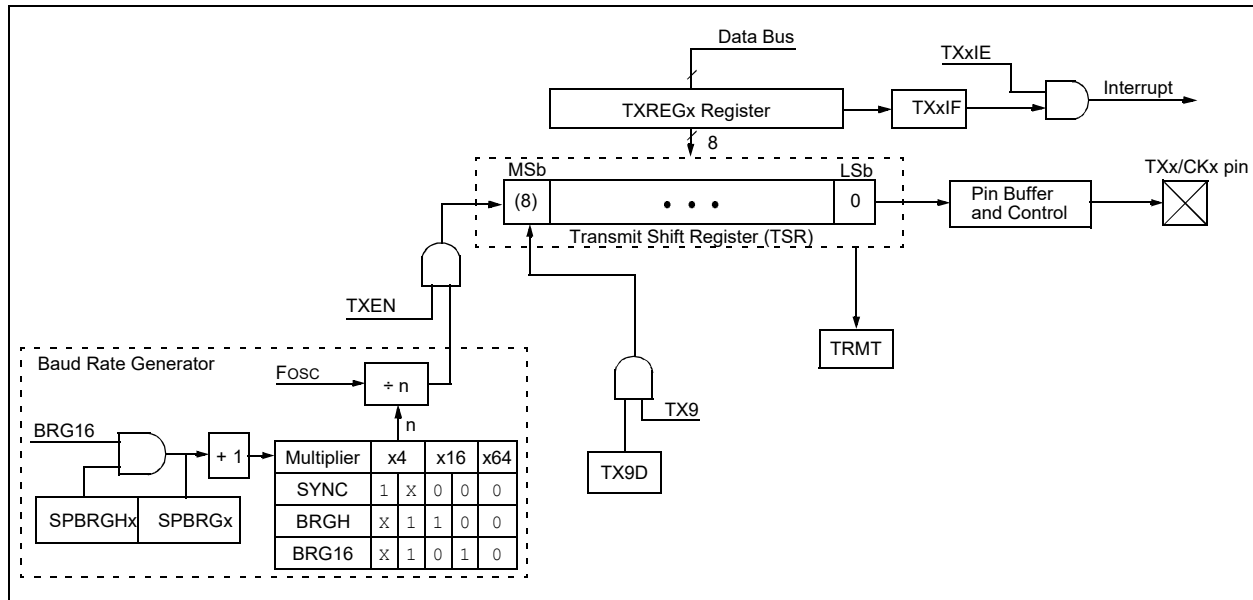 Data Bus
TXxIE
Interrupt
TXREGx Register
TXxIF
8
MSb
LSb
TXx/CKx pin
(8)
• • •
0
Pin Buffer
and Control
Transmit Shift Register (TSR)
TXEN
TRMT
Baud Rate Generator
FOSC
÷ n
TX9
n
BRG16
+ 1
Multiplier x4 x16 x64
TX9D
SYNC 1 X 0 0 0
SPBRGHx SPBRGx
BRGH X 1 1 0 0
BRG16 X 1 0 1 0